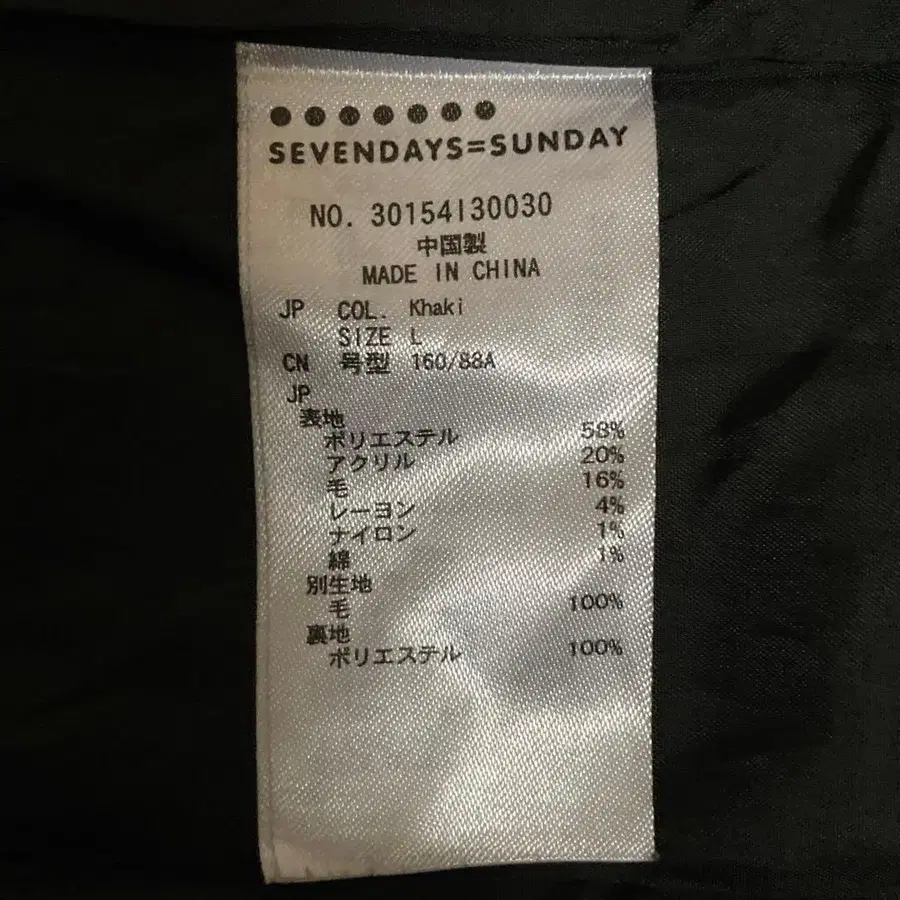 SEVENDAYS=SUNDAY
NO. 30154130030
中国製
MADE IN CHINA
JP COL. Khaki
SIZE L
CN 号型 160/88A
JP
表地
ポリエステル 58%
アクリル 20%
毛 16%
レーヨン 4%
ナイロン 1%
綿 1%
別生地
毛 100%
裏地
ポリエステル 100%